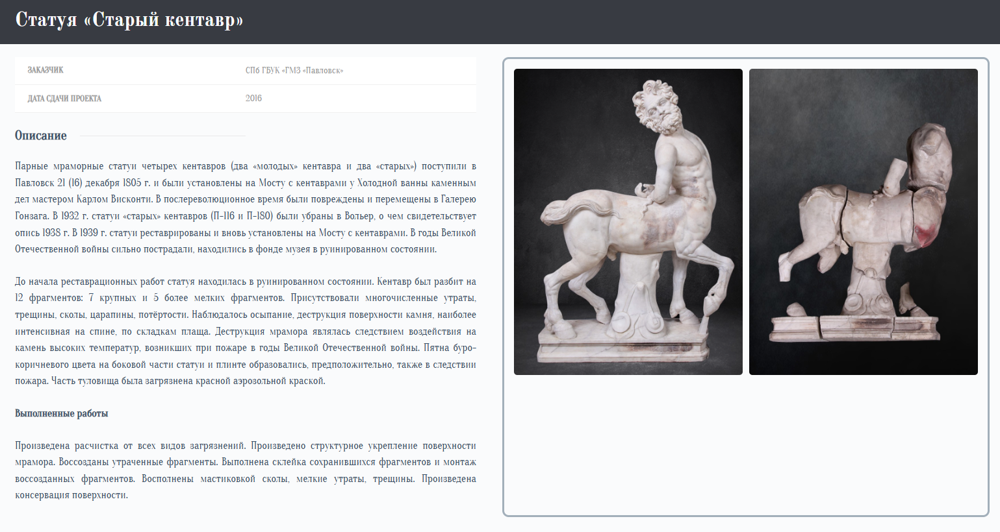 Статуя «Старый кентавр»
ЗАКАЗЧИК
СПб ГБУК «ГМЗ «Павловск»
ДАТА СДАЧИ ПРОЕКТА
2016
Описание
Парные мраморные статуи четырех кентавров (два «молодых» кентавра и два «старых») поступили в
Павловск 21 (16) декабря 1805 г. и были установлены на Мосту с кентаврами у Холодной ванны каменным
дел мастером Карлом Висконти. В послереволюционное время были повреждены и перемещены в Галерею
Гонзага. В 1932 г. статуи «старых» кентавров (П-116 и П-180) были убраны в Вольер, о чем свидетельствует
опись 1938 г. В 1939 г. статуи реставрированы и вновь установлены на Мосту с кентаврами. В годы Великой
Отечественной войны сильно пострадали, находились в фонде музея в руинированном состоянии.
До начала реставрационных работ статуя находилась в руинированном состоянии. Кентавр был разбит на
12 фрагментов: 7 крупных и 5 более мелких фрагментов. Присутствовали многочисленные утраты,
трещины, сколы, царапины, потёртости. Наблюдалось осыпание, деструкция поверхности камня, наиболее
интенсивная на спине, по складкам плаща. Деструкция мрамора являлась следствием воздействия на
камень высоких температур, возникших при пожаре в годы Великой Отечественной войны. Пятна буро-
коричневого цвета на боковой части статуи и плинте образовались, предположительно, также в следствии
пожара. Часть туловища была загрязнена красной аэрозольной краской.
Выполненные работы
Произведена расчистка от всех видов загрязнений. Произведено структурное укрепление поверхности
мрамора. Воссозданы утраченные фрагменты. Выполнена склейка сохранившихся фрагментов и монтаж
воссозданных фрагментов. Восполнены мастиковкой сколы, мелкие утраты, трещины. Произведена
консервация поверхности.